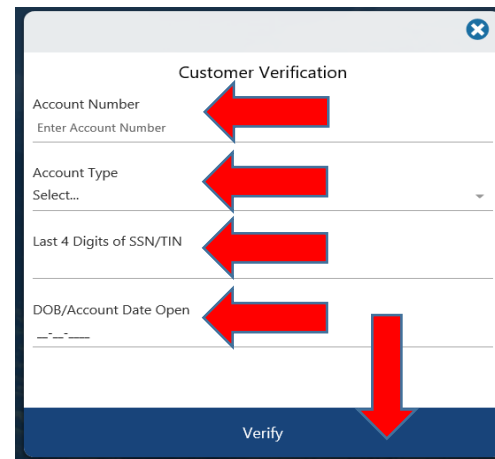 Customer Verification
Account Number
Enter Account Number
Account Type
Select...
Last 4 Digits of SSN/TIN
DOB/Account Date Open
__-__-____
Verify